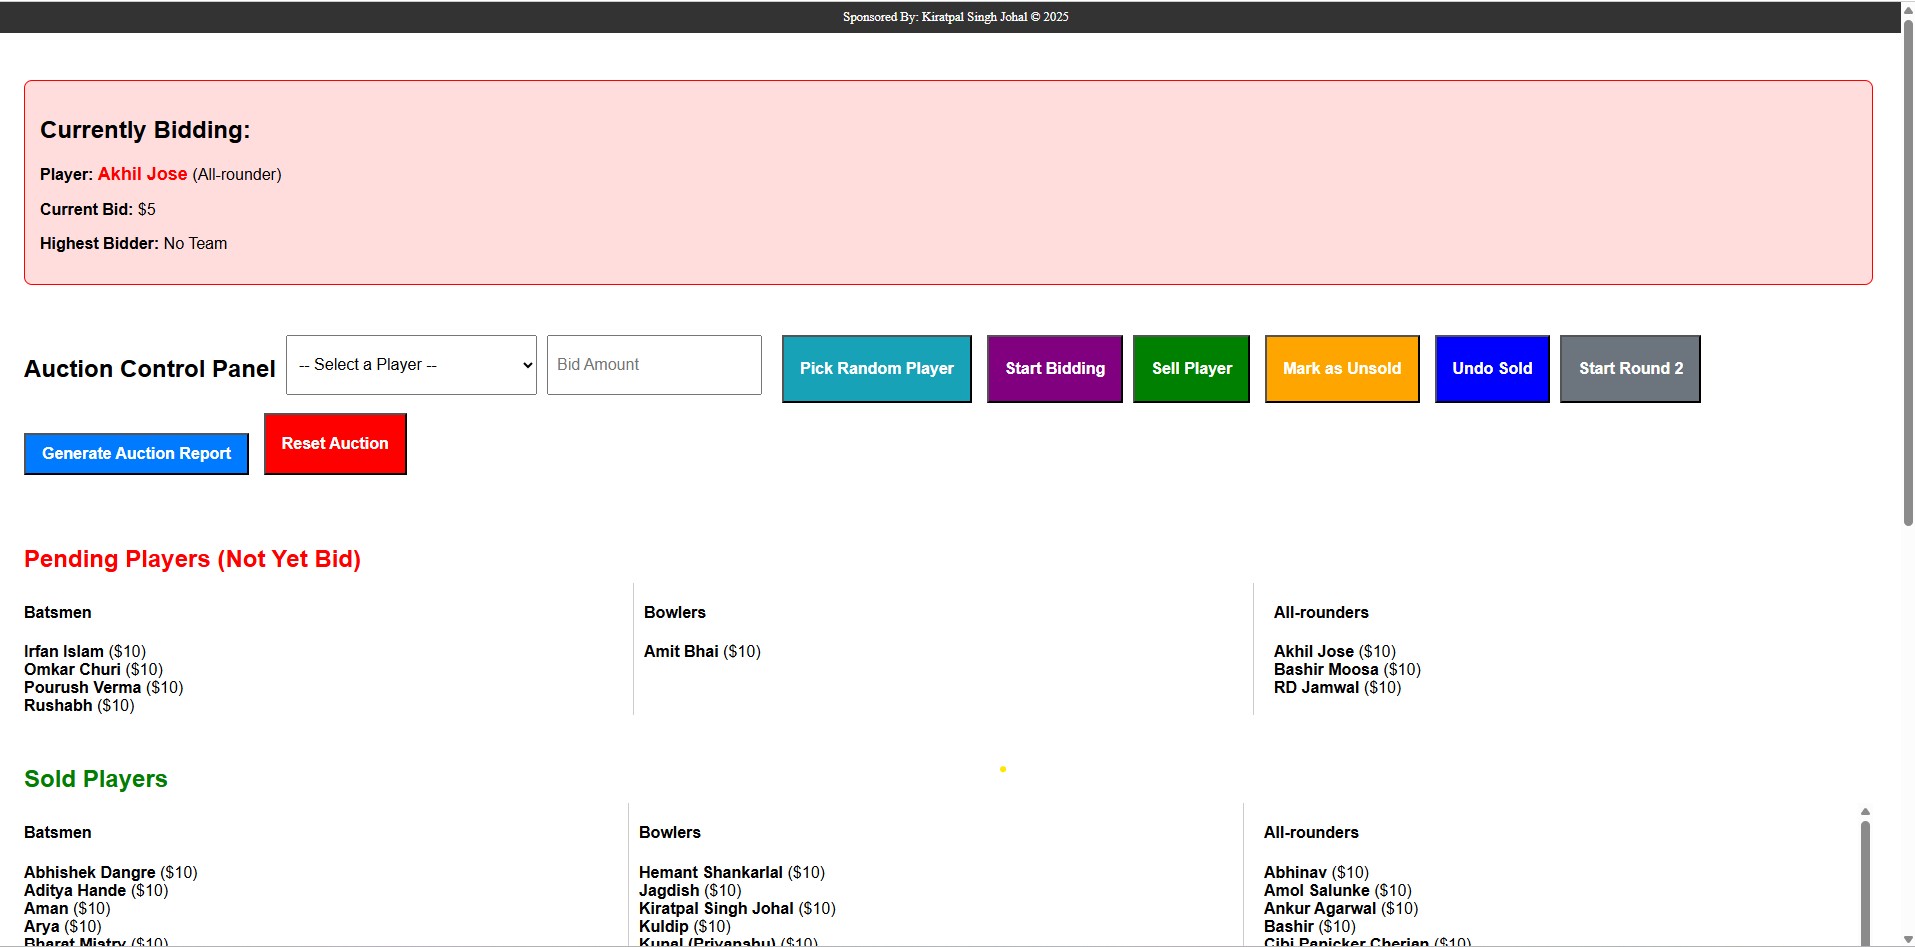 Sponsored By: Kiratpal Singh Johal © 2025
Currently Bidding:
Player: Akhil Jose (All-rounder)
Current Bid: $5
Highest Bidder: No Team
Auction Control Panel
-- Select a Player --
Bid Amount
Pick Random Player
Start Bidding
Sell Player
Mark as Unsold
Undo Sold
Start Round 2
Generate Auction Report
Reset Auction
Pending Players (Not Yet Bid)
Batsmen
Irfan Islam ($10)
Omkar Churi ($10)
Pourush Verma ($10)
Rushabh ($10)
Bowlers
Amit Bhai ($10)
All-rounders
Akhil Jose ($10)
Bashir Moosa ($10)
RD Jamwal ($10)
Sold Players
Batsmen
Abhishek Dangre ($10)
Aditya Hande ($10)
Aman ($10)
Arya ($10)
Bharat Mistry ($10)
Bowlers
Hemant Shankarlal ($10)
Jagdish ($10)
Kiratpal Singh Johal ($10)
Kuldip ($10)
Kunal (Priyanshu) ($10)
All-rounders
Abhinav ($10)
Amol Salunke ($10)
Ankur Agarwal ($10)
Bashir ($10)
Cibi Panicker Cherian ($10)